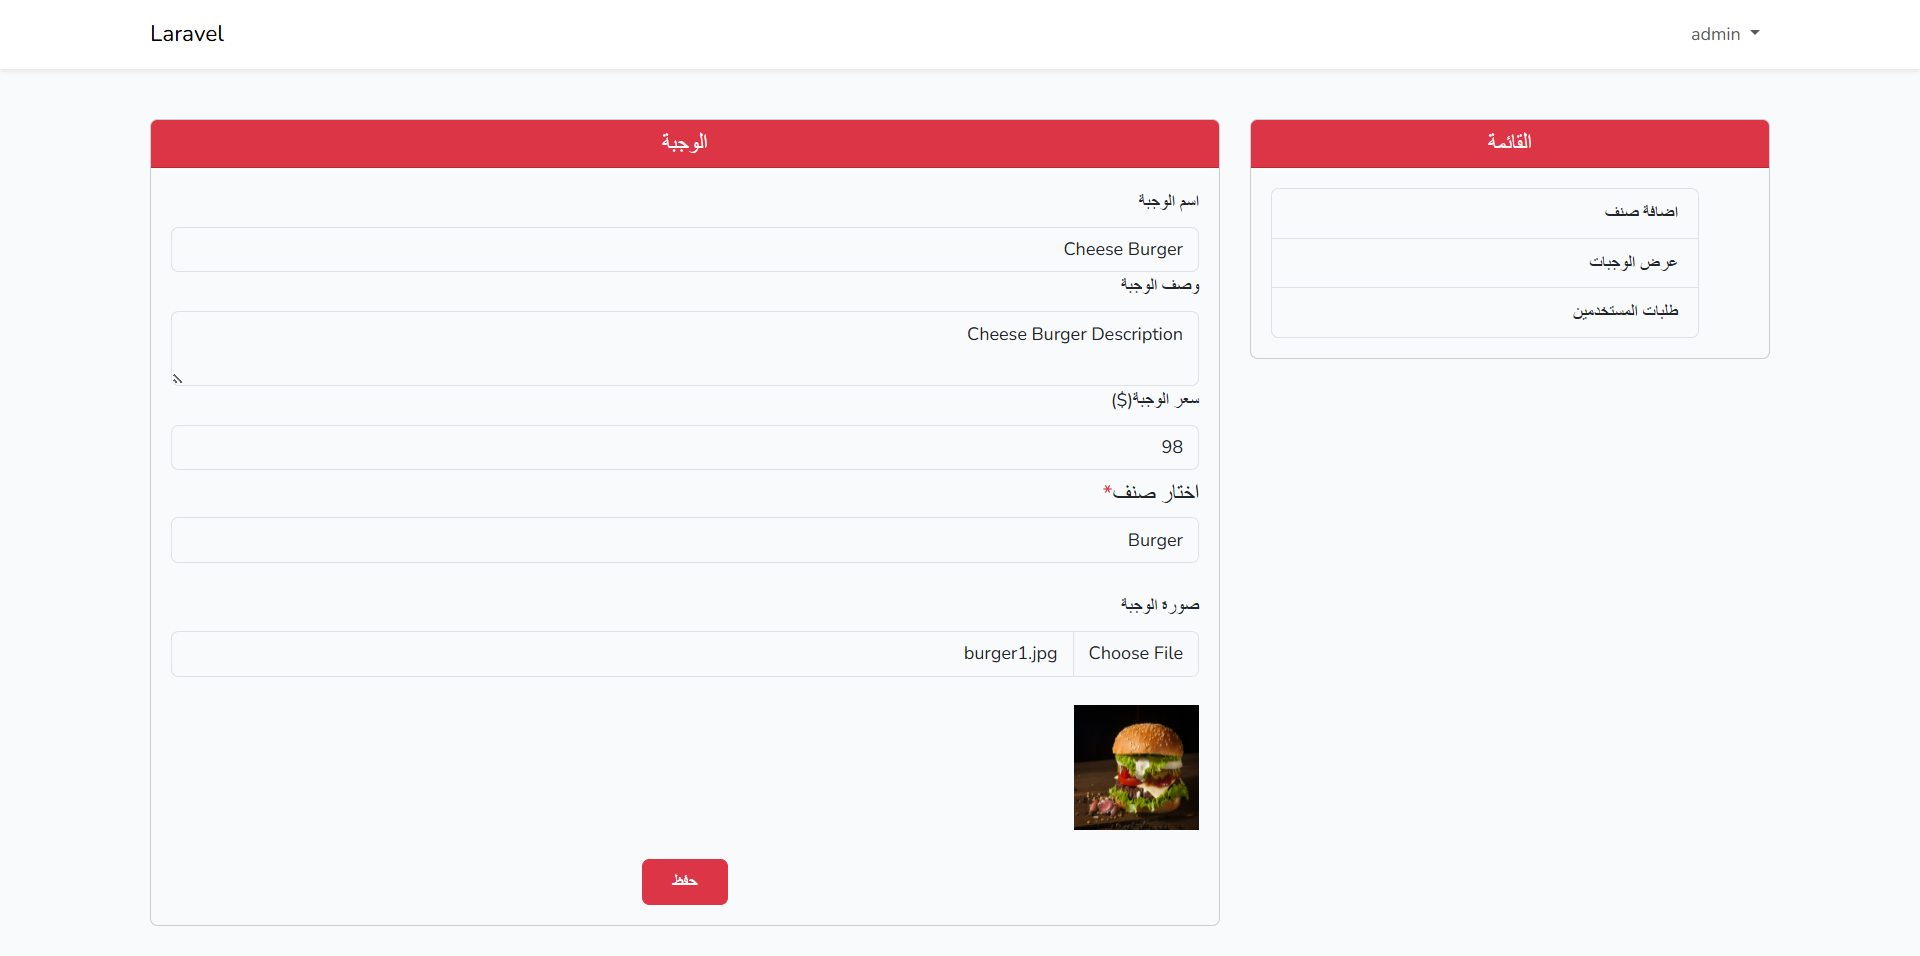 Laravel
admin
القائمة
اضافة صنف
عرض الوجبات
طلبات المستخدمين
الوجبة
اسم الوجبة
Cheese Burger
وصف الوجبة
Cheese Burger Description
سعر الوجبة($)
98
اختار صنف*
Burger
صورة الوجبة
Choose File burger1.jpg
حفظ